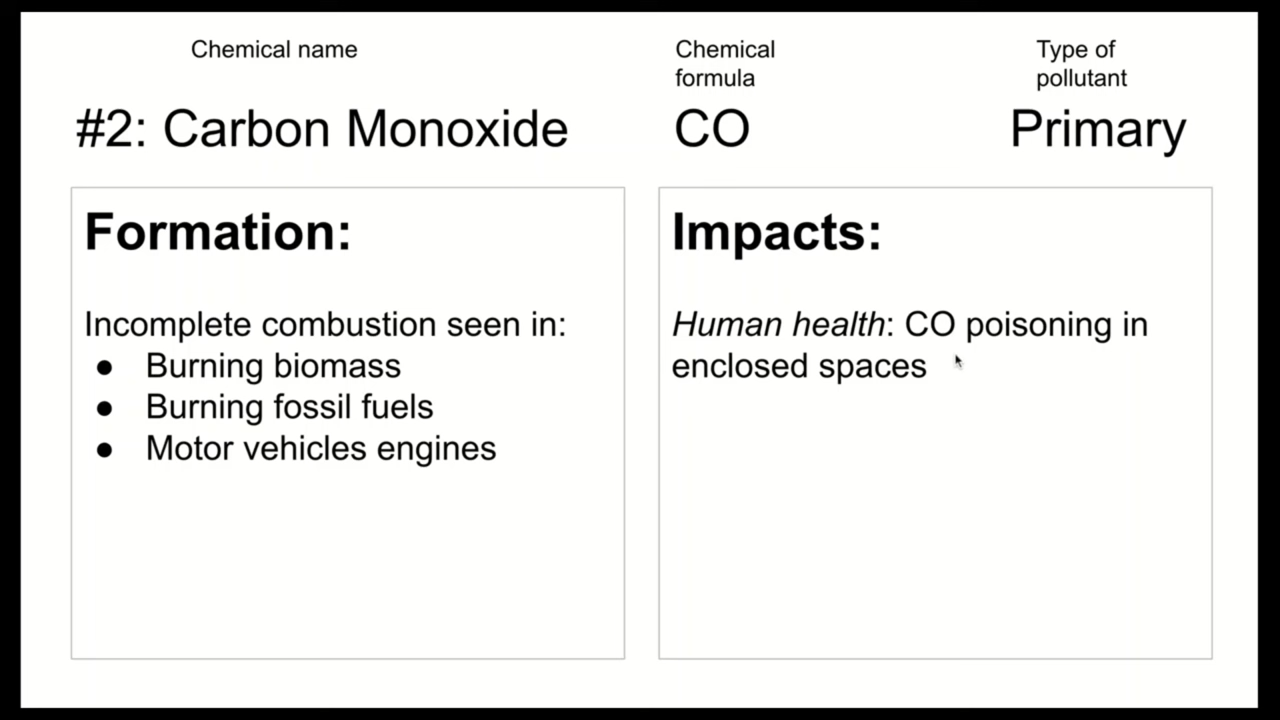 Chemical name
Chemical
formula
Type of
pollutant
#2: Carbon Monoxide
CO
Primary
Formation:
Incomplete combustion seen in:
● Burning biomass
● Burning fossil fuels
● Motor vehicles engines
Impacts:
Human health: CO poisoning in
enclosed spaces